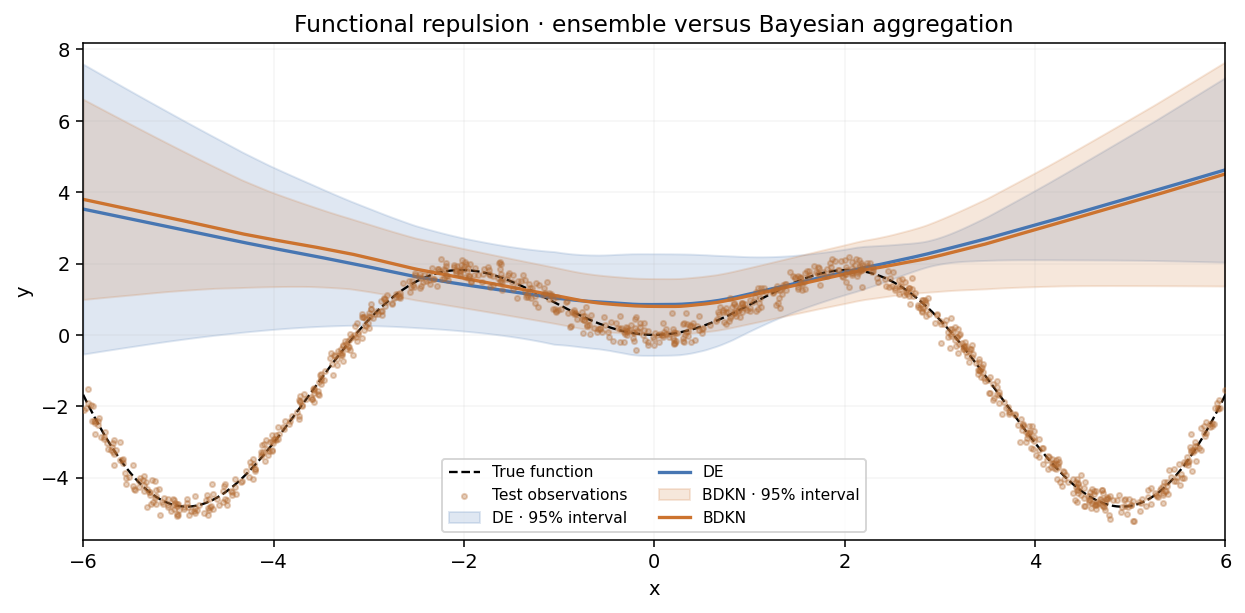 Functional repulsion · ensemble versus Bayesian aggregation
y
8
6
4
2
0
−2
−4
−6
−4
−2
0
2
4
6
x
True function
Test observations
DE · 95% interval
DE
BDKN · 95% interval
BDKN